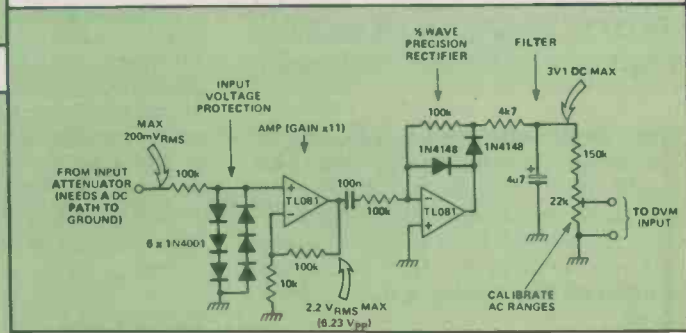 ½ WAVE
PRECISION
RECTIFIER
FILTER
3V1 DC MAX
INPUT
VOLTAGE
PROTECTION
100k
4k7
MAX
200mVRMS
AMP (GAIN x11)
1N4148
1N4148
150k
100k
100n
FROM INPUT
ATTENUATOR
(NEEDS A DC
PATH TO
GROUND)
+
TL081
−
100k
−
TL081
+
+
4u7
22k
TO DVM
INPUT
6 x 1N4001
100k
10k
2.2 VRMS MAX
(6.23 Vpp)
CALIBRATE
AC RANGES